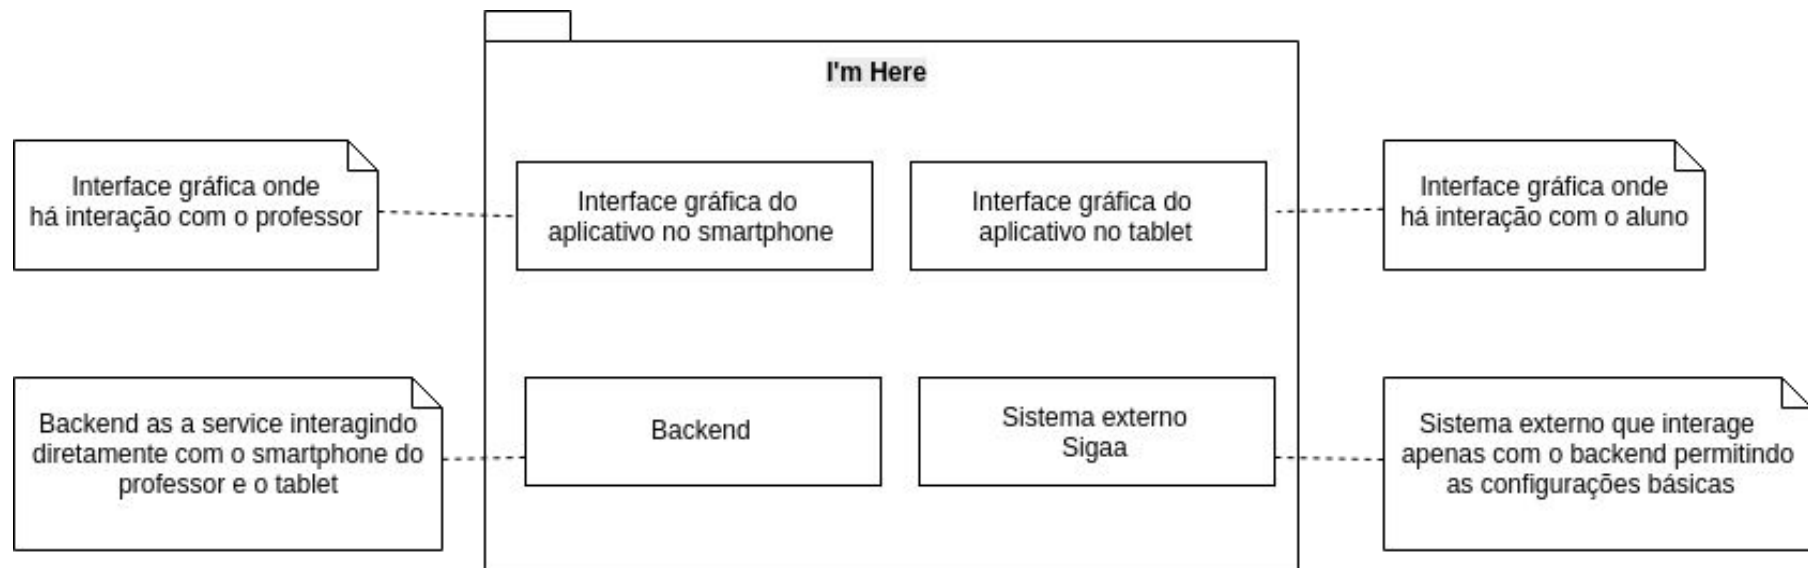 I'm Here
Interface gráfica onde
há interação com o professor
Interface gráfica do
aplicativo no smartphone
Interface gráfica do
aplicativo no tablet
Interface gráfica onde
há interação com o aluno
Backend as a service interagindo
diretamente com o smartphone do
professor e o tablet
Backend
Sistema externo
Sigaa
Sistema externo que interage
apenas com o backend permitindo
as configurações básicas